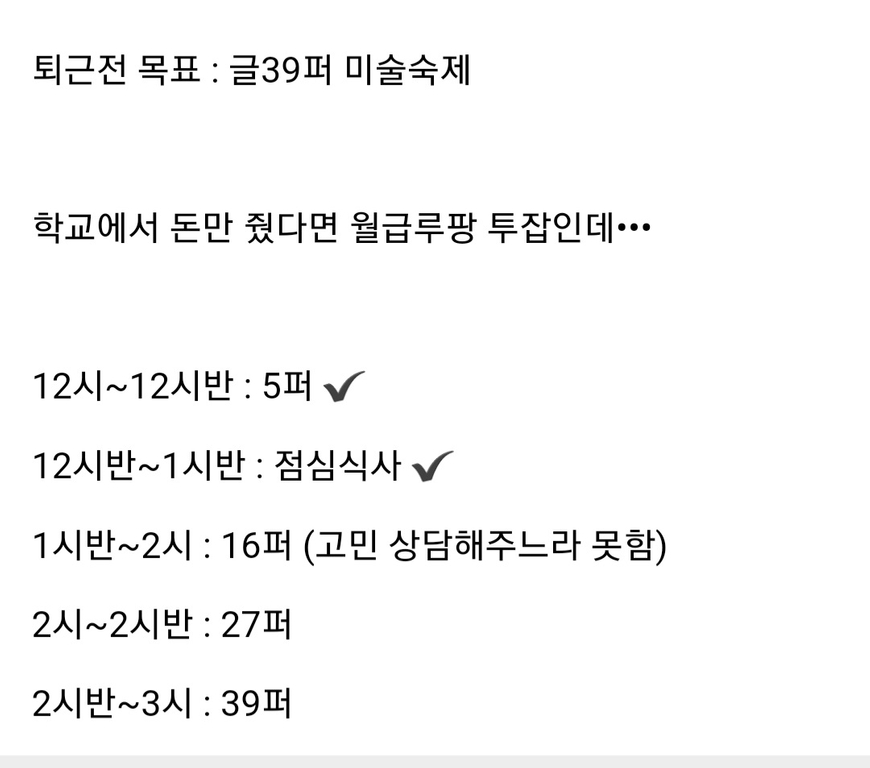 퇴근전 목표 : 글39퍼 미술숙제
학교에서 돈만 줬다면 월급루팡 투잡인데•••
12시~12시반 : 5퍼 ✔
12시반~1시반 : 점심식사 ✔
1시반~2시 : 16퍼 (고민 상담해주느라 못함)
2시~2시반 : 27퍼
2시반~3시 : 39퍼